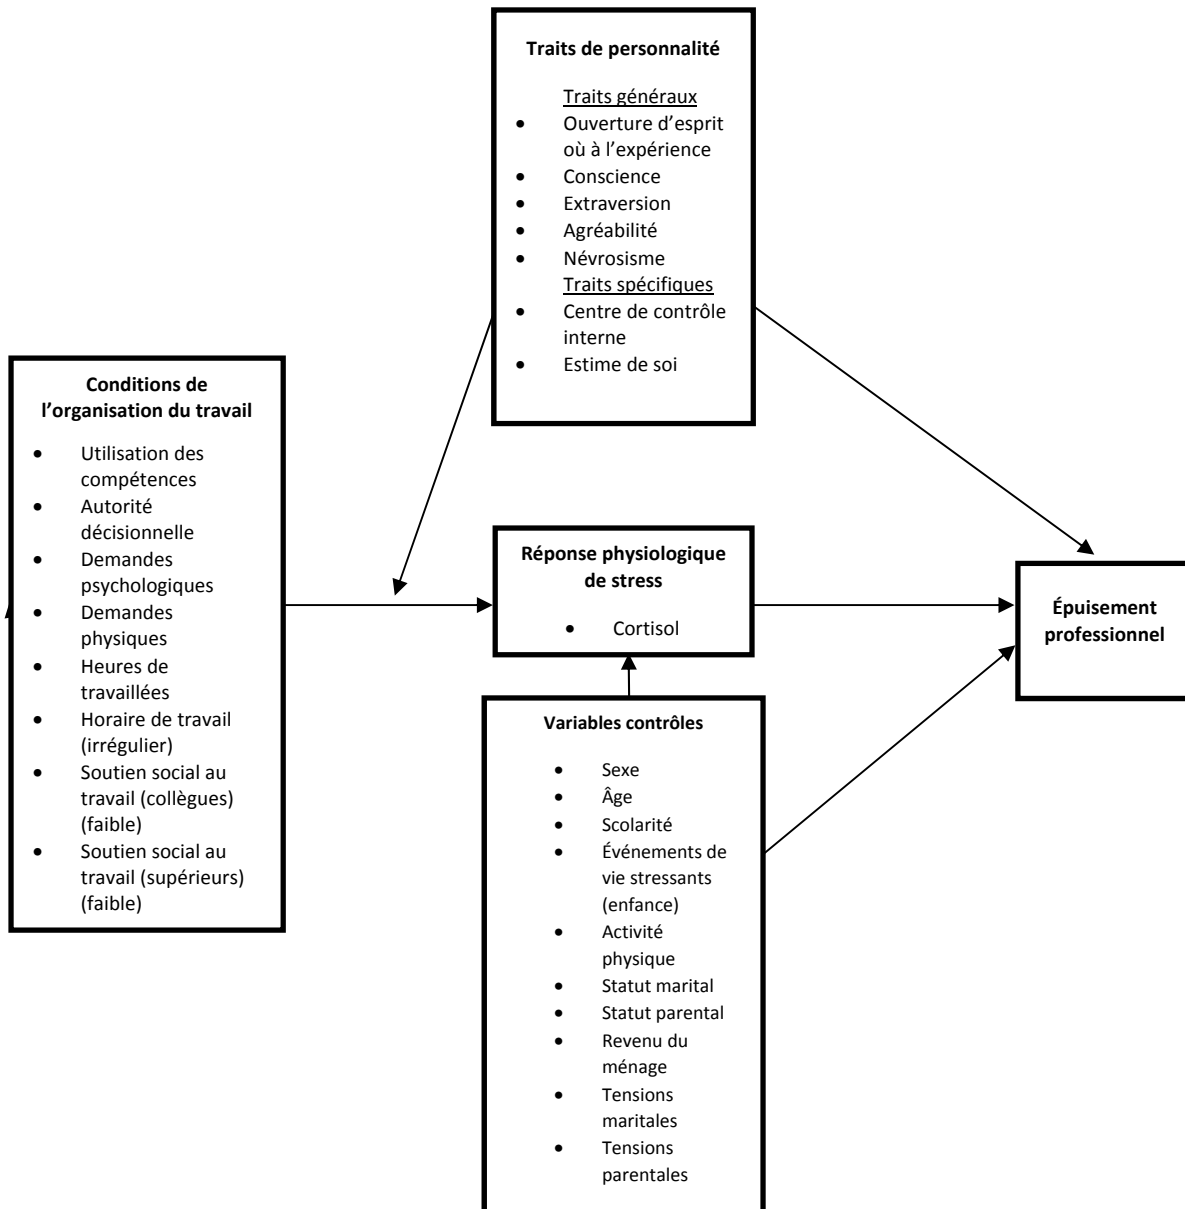 Traits de personnalité
Traits généraux
• Ouverture d’esprit
où à l’expérience
• Conscience
• Extraversion
• Agréabilité
• Névrosisme
Traits spécifiques
• Centre de contrôle
interne
• Estime de soi
Conditions de
l’organisation du travail
• Utilisation des
compétences
• Autorité
décisionnelle
• Demandes
psychologiques
• Demandes
physiques
• Heures de
travaillées
• Horaire de travail
(irrégulier)
• Soutien social au
travail (collègues)
(faible)
• Soutien social au
travail (supérieurs)
(faible)
Réponse physiologique
de stress
• Cortisol
Épuisement
professionnel
Variables contrôles
• Sexe
• Âge
• Scolarité
• Événements de
vie stressants
(enfance)
• Activité
physique
• Statut marital
• Statut parental
• Revenu du
ménage
• Tensions
maritales
• Tensions
parentales